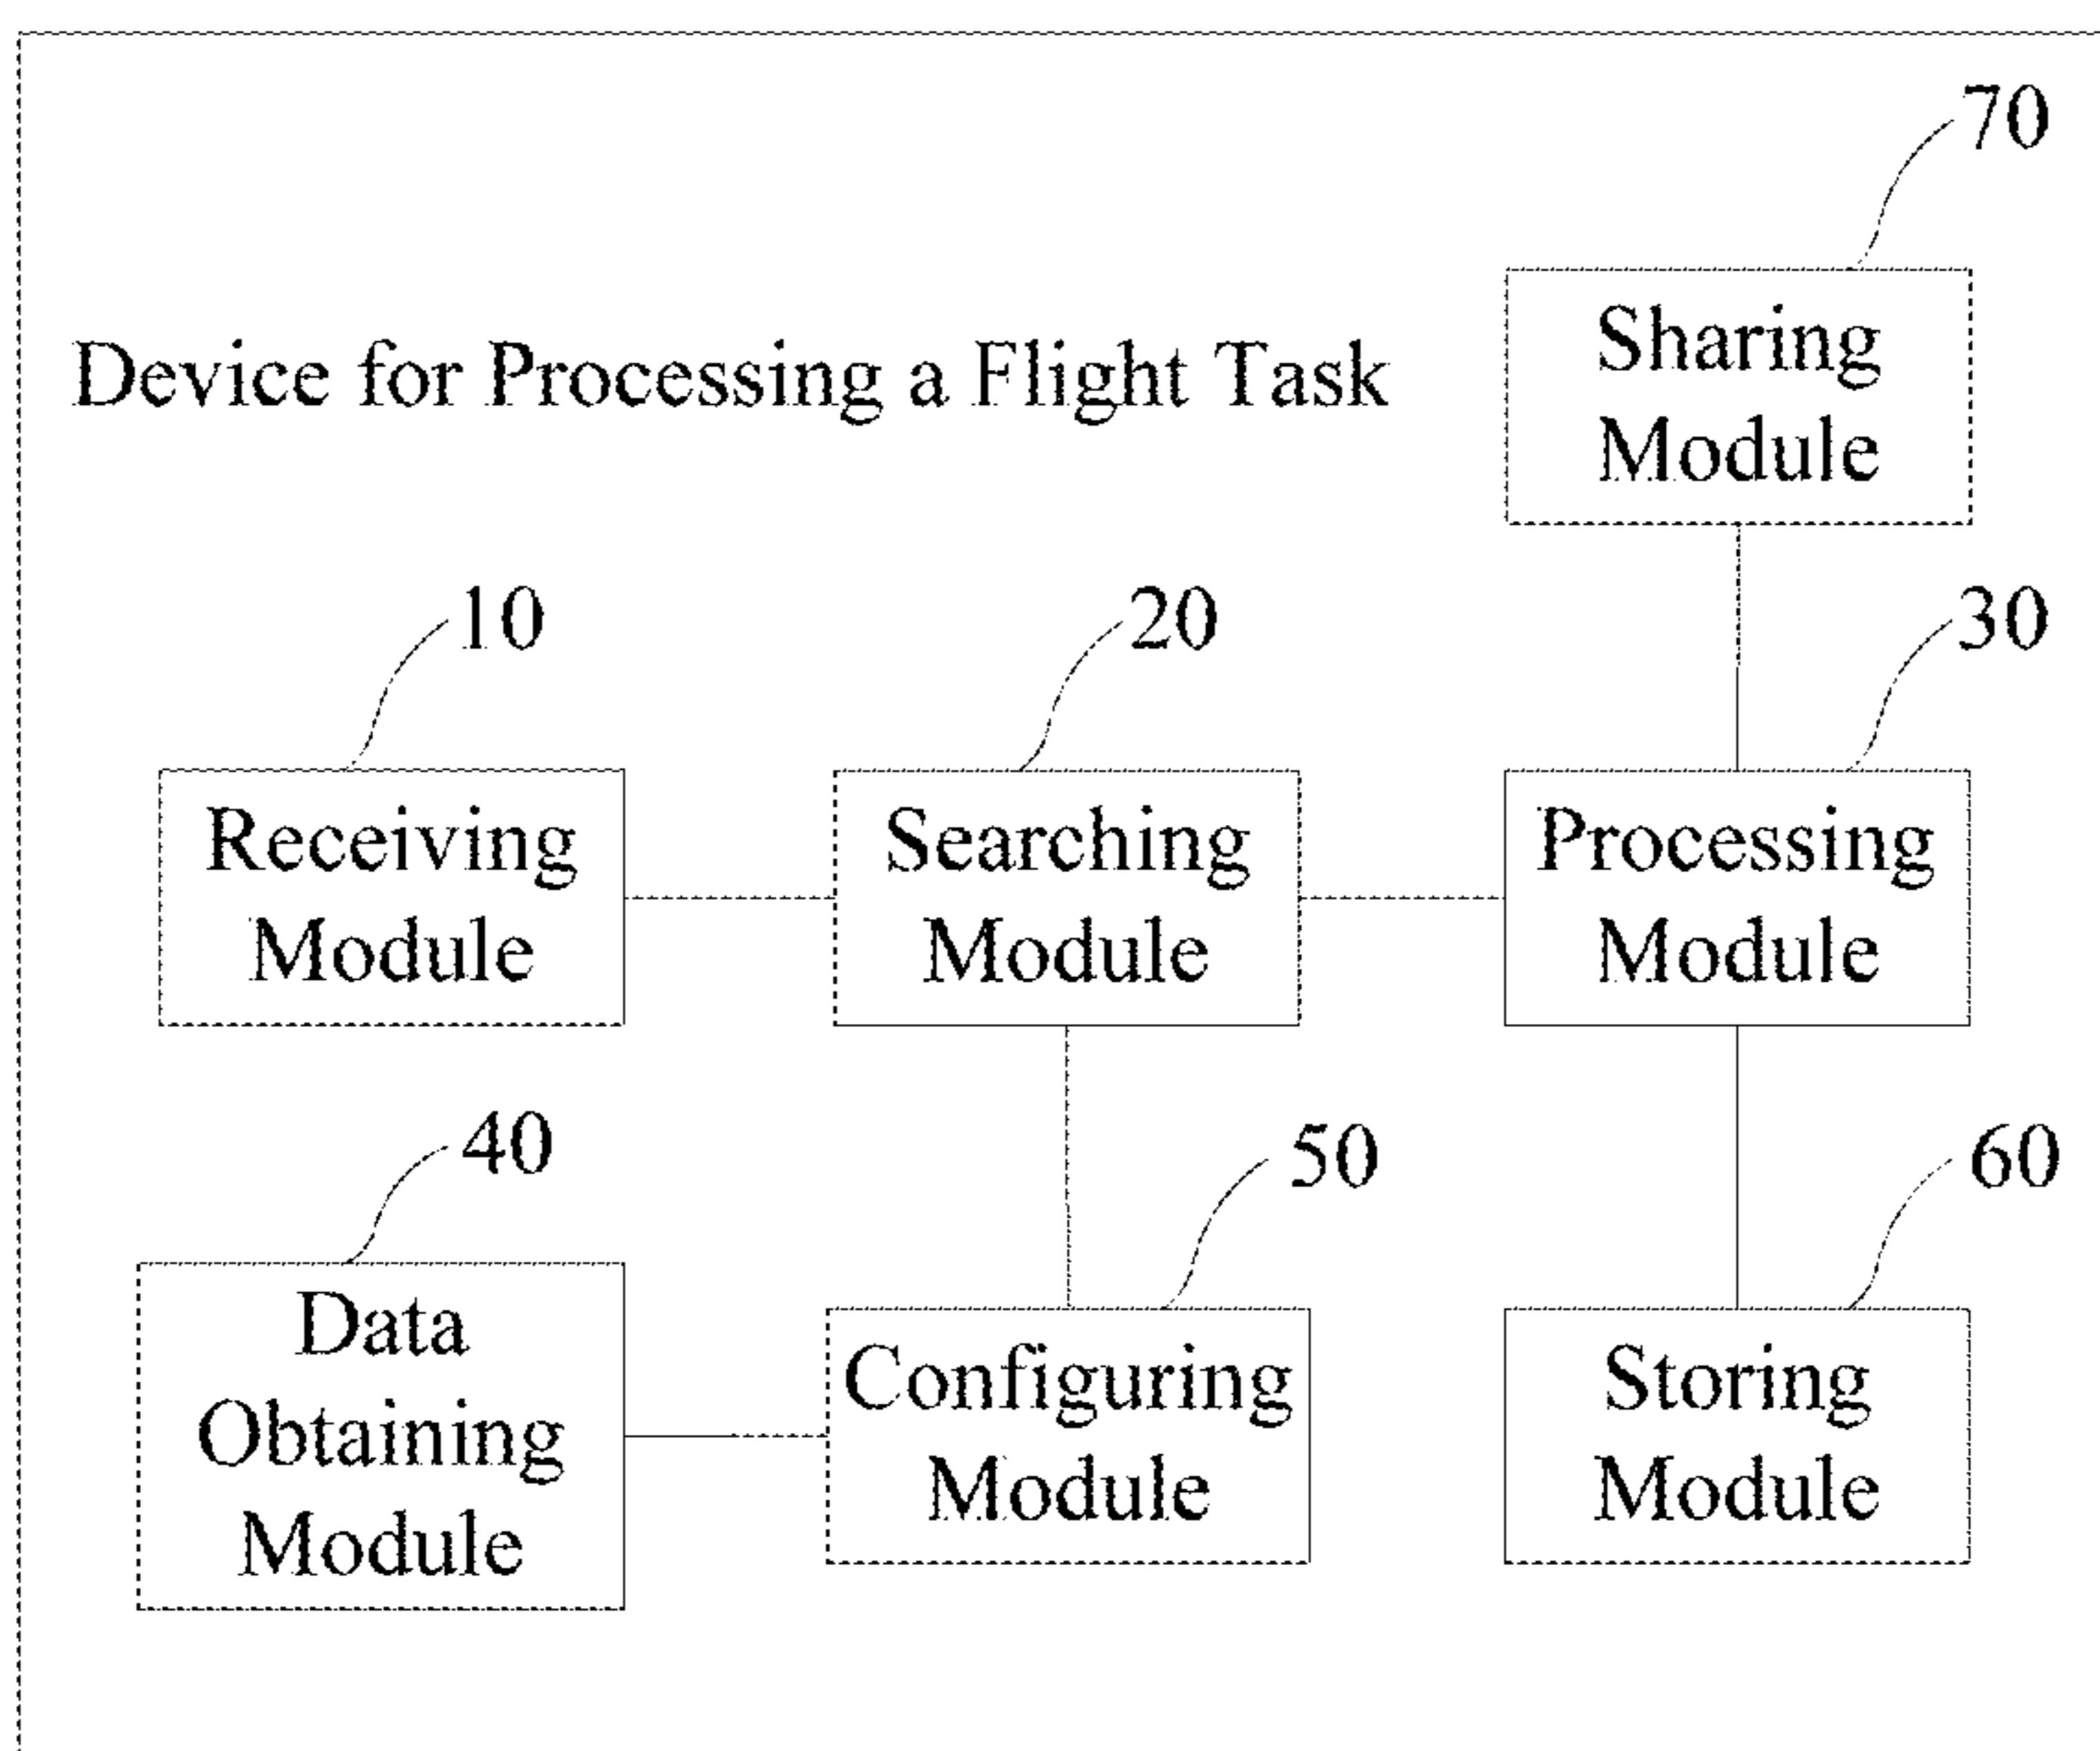 70
Sharing
Module
Device for Processing a Flight Task
10
20
30
Receiving
Module
Searching
Module
Processing
Module
40
50
60
Data
Obtaining
Module
Configuring
Module
Storing
Module